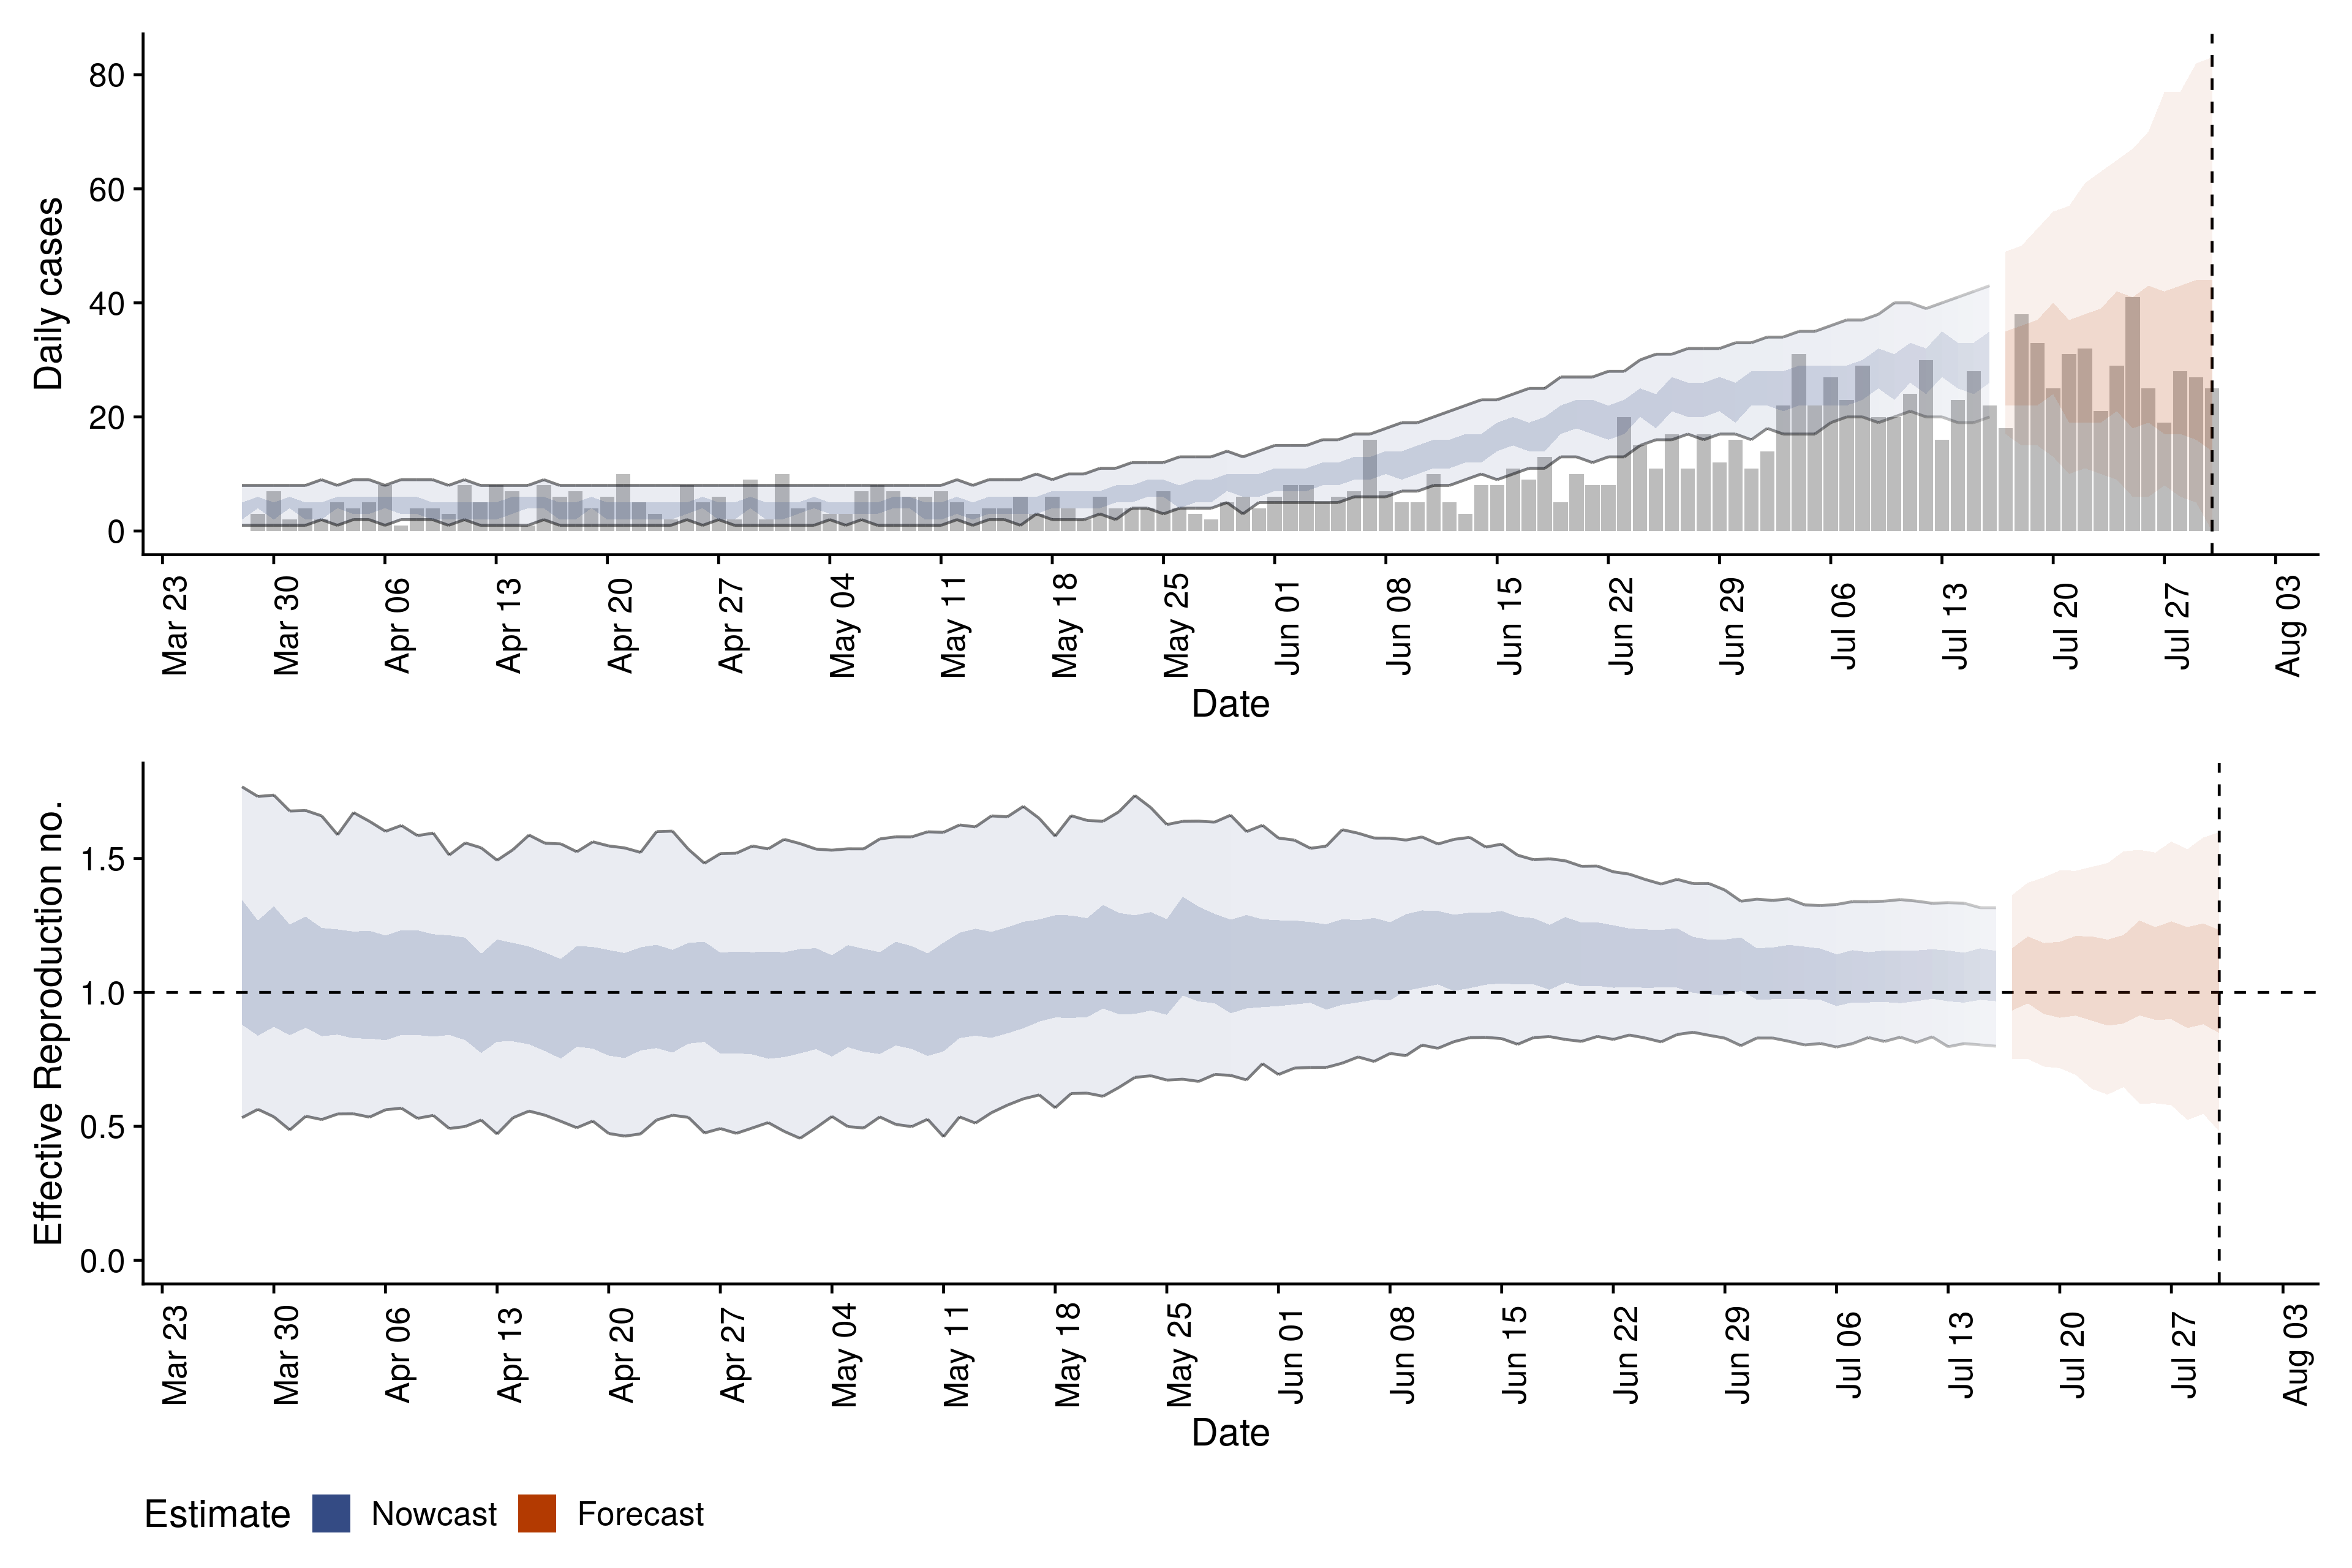 Daily cases
80
60
40
20
0
Mar 23
Mar 30
Apr 06
Apr 13
Apr 20
Apr 27
May 04
May 11
May 18
May 25
Jun 01
Jun 08
Jun 15
Jun 22
Jun 29
Jul 06
Jul 13
Jul 20
Jul 27
Aug 03
Date
Effective Reproduction no.
1.5
1.0
0.5
0.0
Mar 23
Mar 30
Apr 06
Apr 13
Apr 20
Apr 27
May 04
May 11
May 18
May 25
Jun 01
Jun 08
Jun 15
Jun 22
Jun 29
Jul 06
Jul 13
Jul 20
Jul 27
Aug 03
Date
Estimate Nowcast Forecast